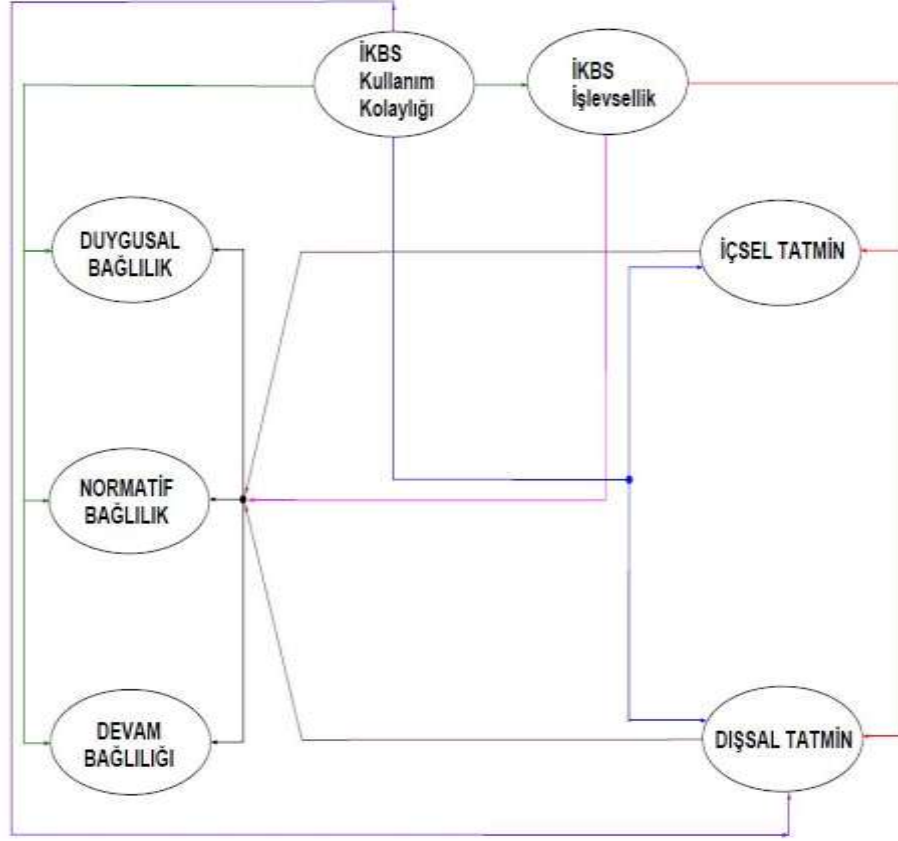 İKBS
Kullanım
Kolaylığı
İKBS
İşlevsellik
DUYGUSAL
BAĞLILIK
İÇSEL TATMİN
NORMATİF
BAĞLILIK
DEVAM
BAĞLILIĞI
DIŞSAL TATMİN